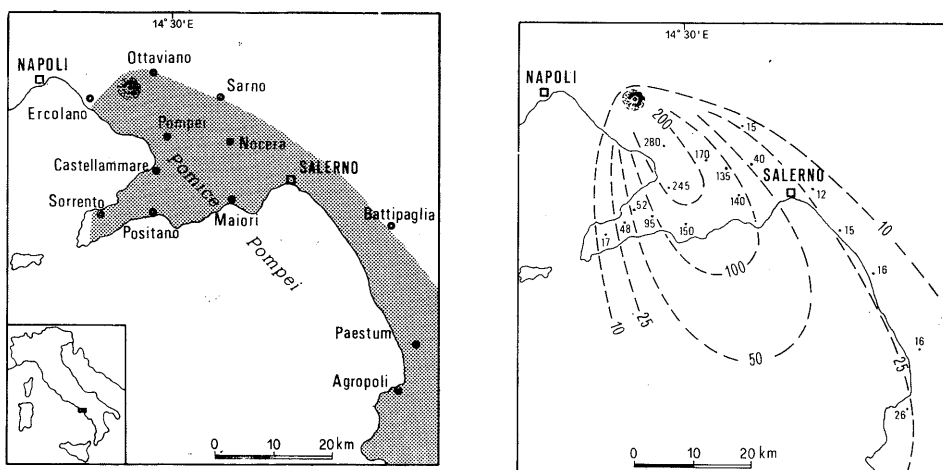 14° 30' E
NAPOLI
Ottaviano
Sarno
Ercolano
Pompei
Nocera
Castellammare
Pomice
SALERNO
Sorrento
Positano
Maiori
Battipaglia
Pompei
Paestum
Agropoli
0 10 20 km
14° 30' E
NAPOLI
200
15
280
170
40
135
SALERNO
245
12
52
140
10
17
48
95
150
15
100
16
10
25
50
16
25
26
0 10 20 km